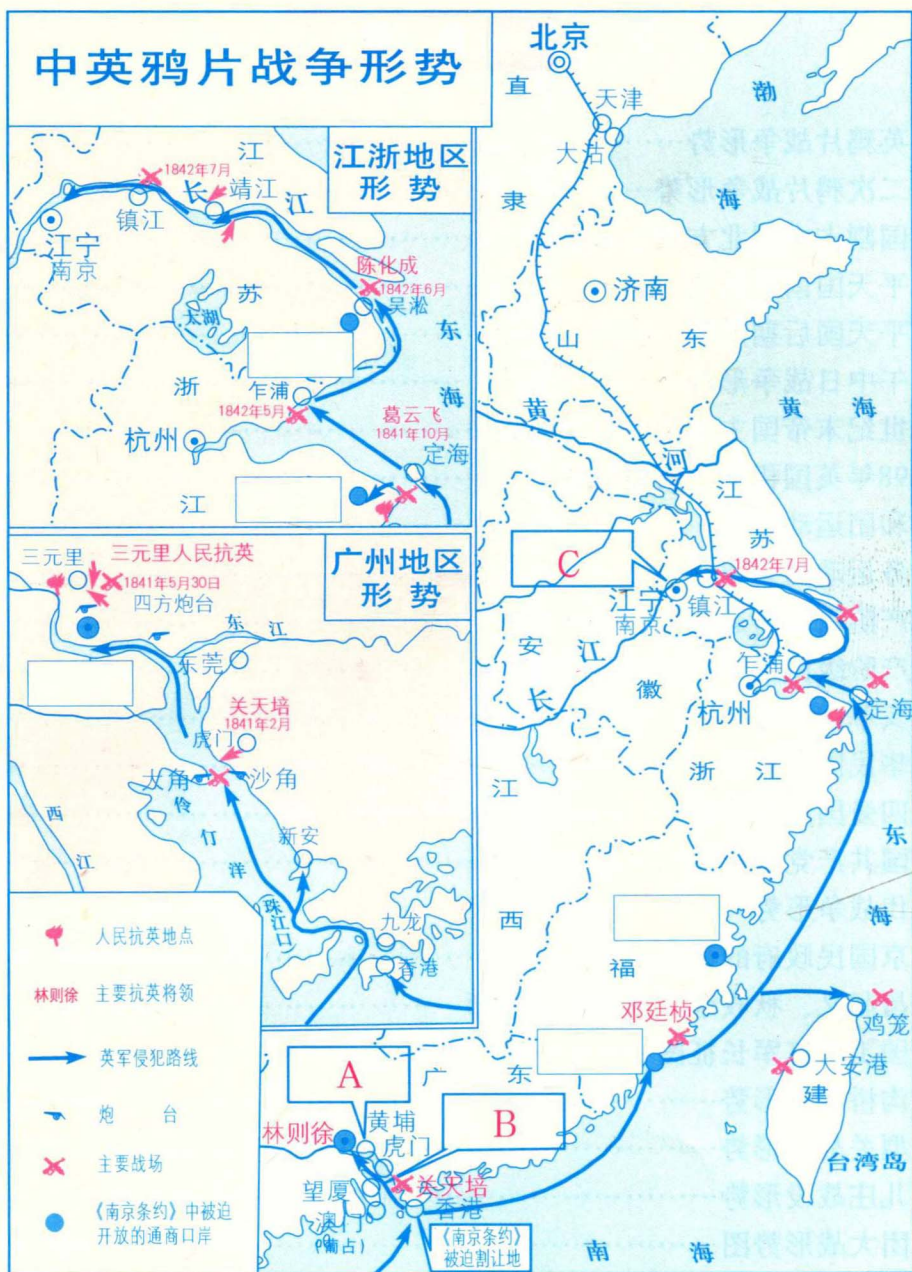 中英鸦片战争形势
江浙地区
形势
江
1842年7月
长
靖江
江
镇江
江宁
南京
苏
陈化成
1842年6月
吴淞
太湖
东
海
浙
乍浦
1842年5月
葛云飞
1841年10月
杭州
定海
江
广州地区
形势
三元里
三元里人民抗英
1841年5月30日
四方炮台
东江
东莞
关天培
1841年2月
虎门
大角
沙角
伶
仃
洋
西
江
新安
珠江口
九龙
香港
人民抗英地点
林则徐
主要抗英将领
英军侵犯路线
炮台
主要战场
《南京条约》中被迫
开放的通商口岸
北京
直
隶
天津
大沽
渤
海
济南
山
东
黄
河
黄海
江
苏
C
1842年7月
江宁
南京
镇江
安
徽
长
江
乍浦
杭州
定海
浙江
江
西
东
海
福
建
邓廷桢
鸡笼
大安港
台湾岛
A
广东
B
林则徐
黄埔
虎门
望厦
关天培
澳门
(葡占)
香港
《南京条约》
被迫割让地
南海